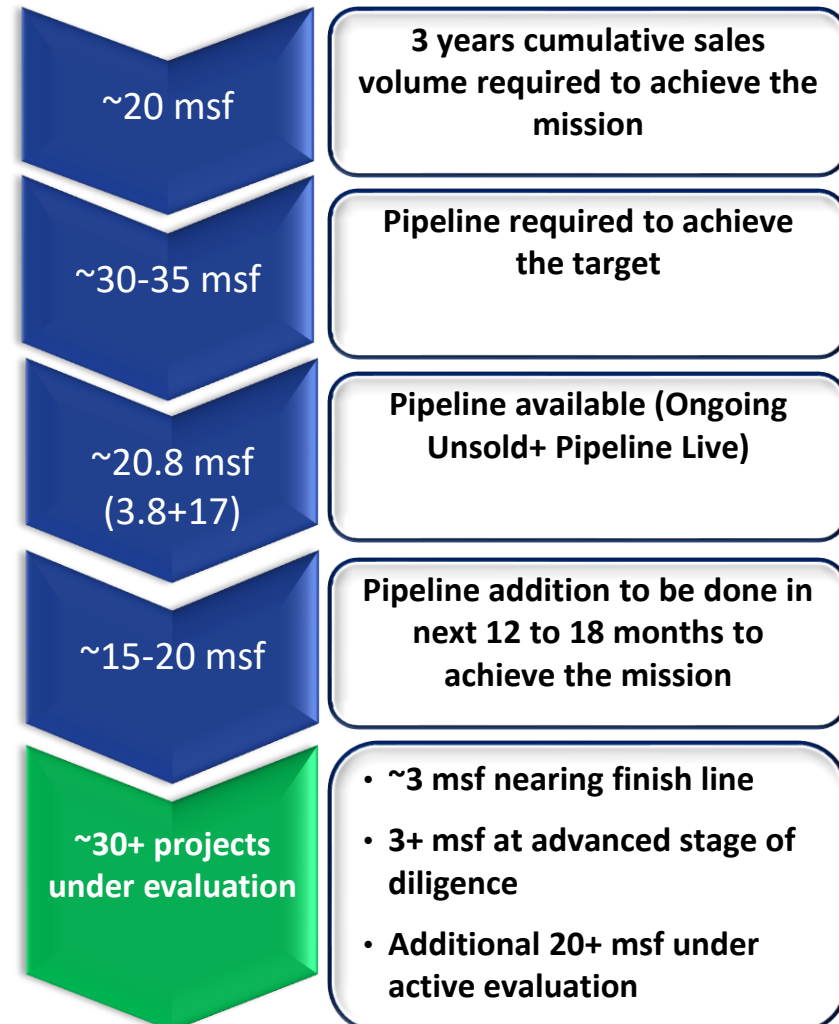 ~20 msf
3 years cumulative sales
volume required to achieve the
mission
~30-35 msf
Pipeline required to achieve
the target
~20.8 msf
(3.8+17)
Pipeline available (Ongoing
Unsold+ Pipeline Live)
~15-20 msf
Pipeline addition to be done in
next 12 to 18 months to
achieve the mission
~30+ projects
under evaluation
• ~3 msf nearing finish line
• 3+ msf at advanced stage of
diligence
• Additional 20+ msf under
active evaluation